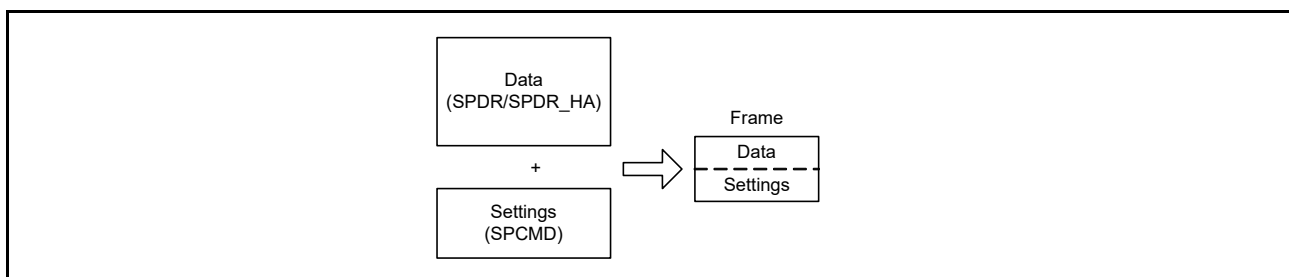 Data
(SPDR/SPDR_HA)
+
Settings
(SPCMD)
Frame
Data
Settings